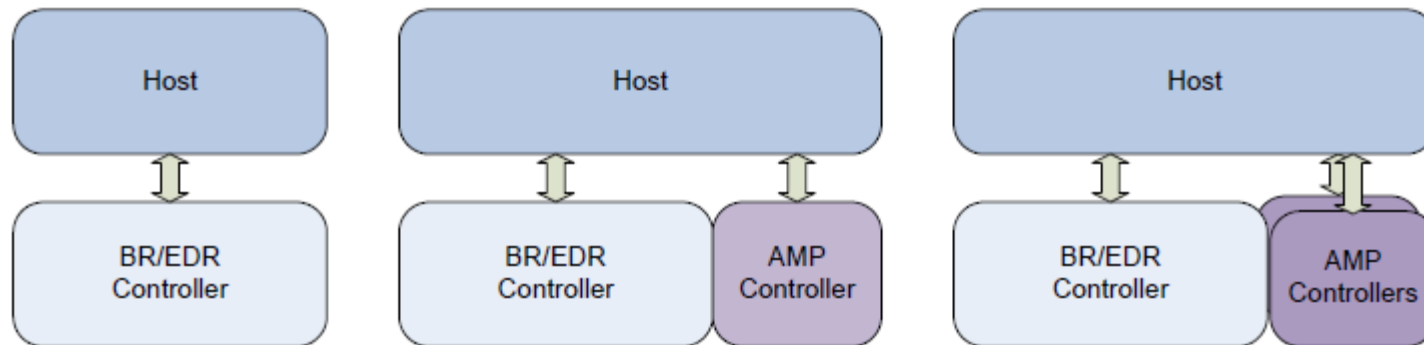 Host
Host
Host
BR/EDR
Controller
BR/EDR
Controller
AMP
Controller
BR/EDR
Controller
AMP
Controllers